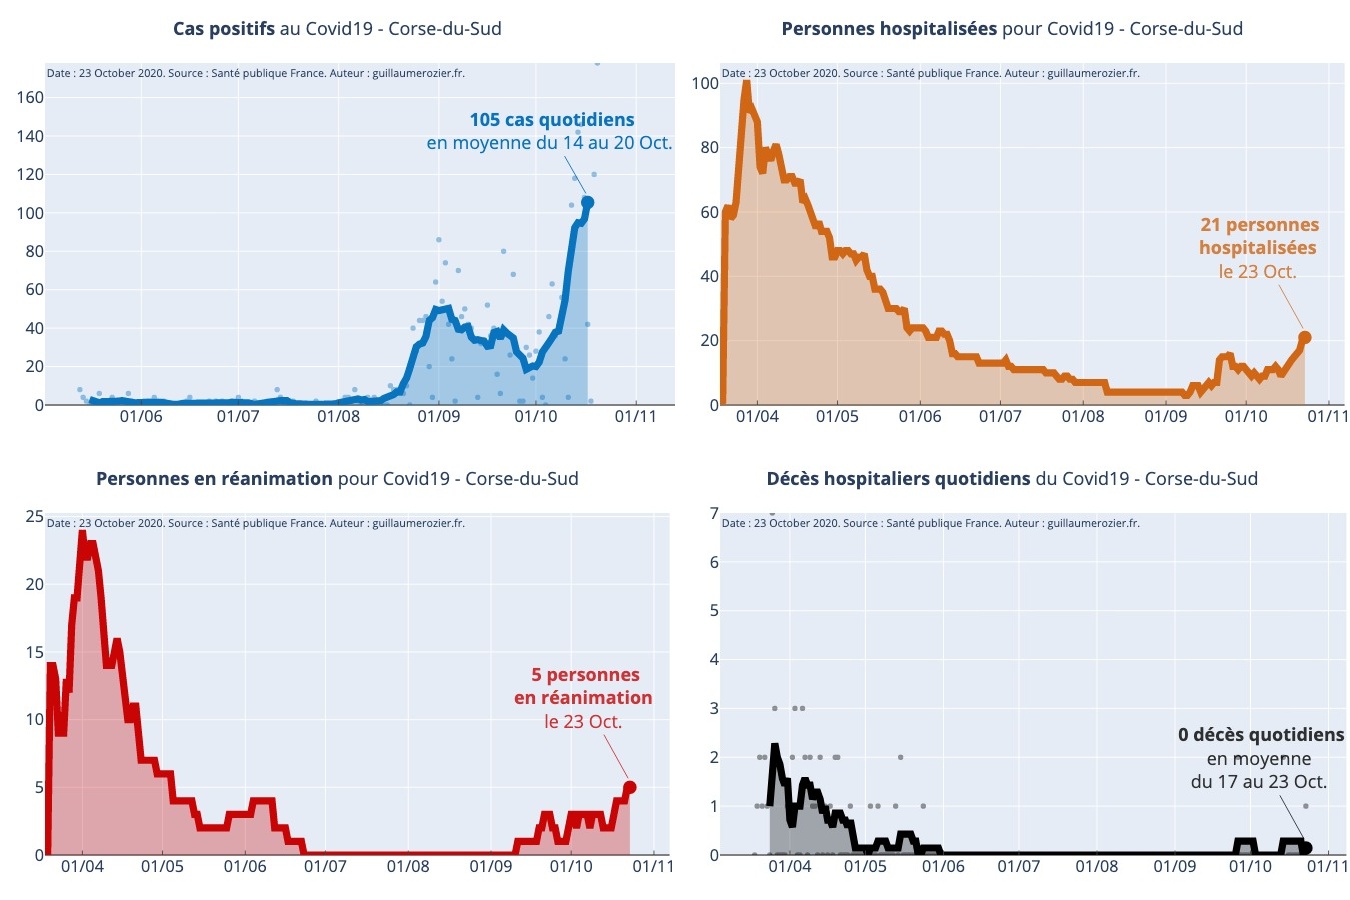 Cas positifs au Covid19 - Corse-du-Sud
Date : 23 October 2020. Source : Santé publique France. Auteur : guillaumerozier.fr.
160
140
120
100
80
60
40
20
0
105 cas quotidiens
en moyenne du 14 au 20 Oct.
01/06 01/07 01/08 01/09 01/10 01/11
Personnes hospitalisées pour Covid19 - Corse-du-Sud
Date : 23 October 2020. Source : Santé publique France. Auteur : guillaumerozier.fr.
100
80
60
40
20
0
21 personnes
hospitalisées
le 23 Oct.
01/04 01/05 01/06 01/07 01/08 01/09 01/10 01/11
Personnes en réanimation pour Covid19 - Corse-du-Sud
Date : 23 October 2020. Source : Santé publique France. Auteur : guillaumerozier.fr.
25
20
15
10
5
0
5 personnes
en réanimation
le 23 Oct.
01/04 01/05 01/06 01/07 01/08 01/09 01/10 01/11
Décès hospitaliers quotidiens du Covid19 - Corse-du-Sud
Date : 23 October 2020. Source : Santé publique France. Auteur : guillaumerozier.fr.
7
6
5
4
3
2
1
0
0 décès quotidiens
en moyenne
du 17 au 23 Oct.
01/04 01/05 01/06 01/07 01/08 01/09 01/10 01/11